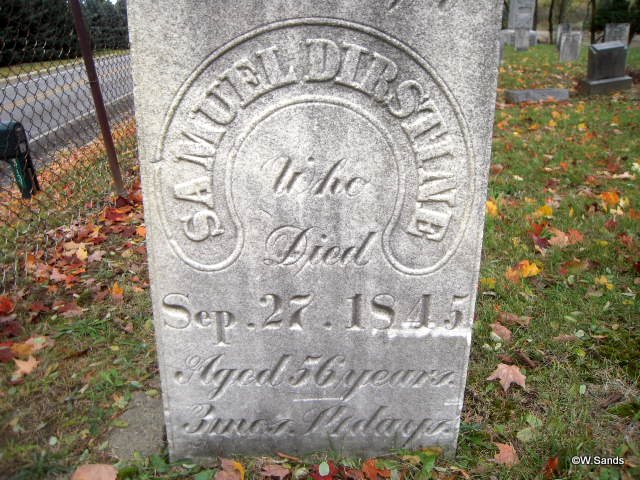 SAMUEL DIRSTINE
Who
Died
Sep. 27. 1845
Aged 56 years.
3 mos. 14 days.
©W.Sands